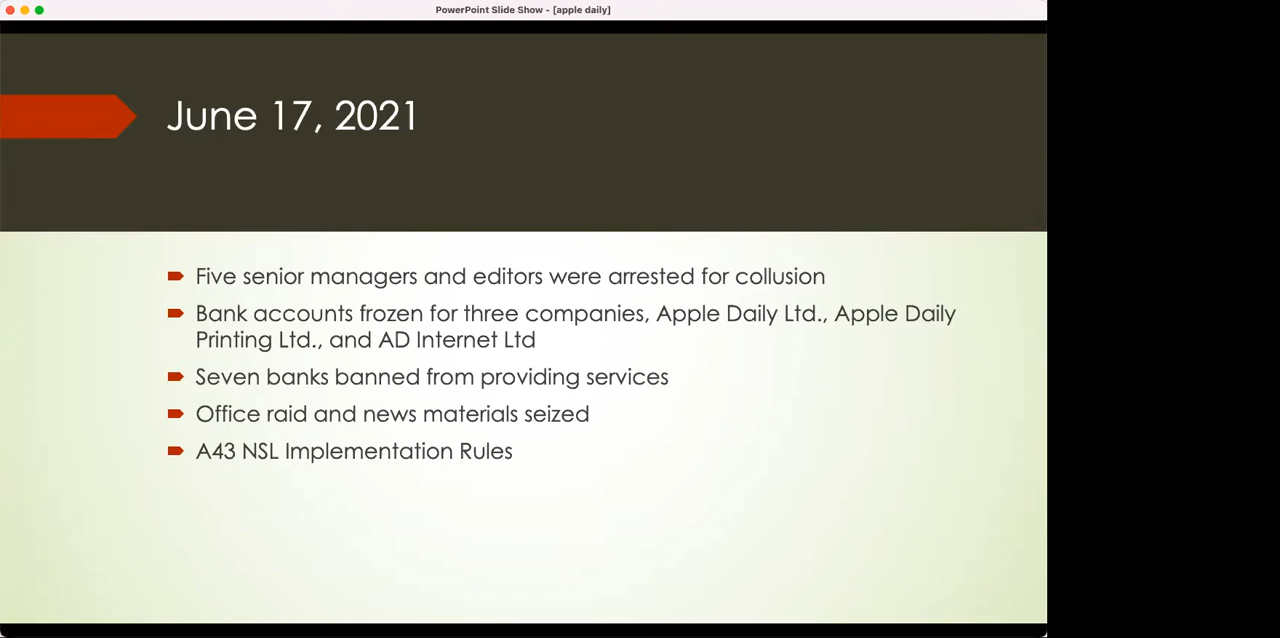 PowerPoint Slide Show - [apple daily]
June 17, 2021
Five senior managers and editors were arrested for collusion
Bank accounts frozen for three companies, Apple Daily Ltd., Apple Daily
Printing Ltd., and AD Internet Ltd
Seven banks banned from providing services
Office raid and news materials seized
A43 NSL Implementation Rules